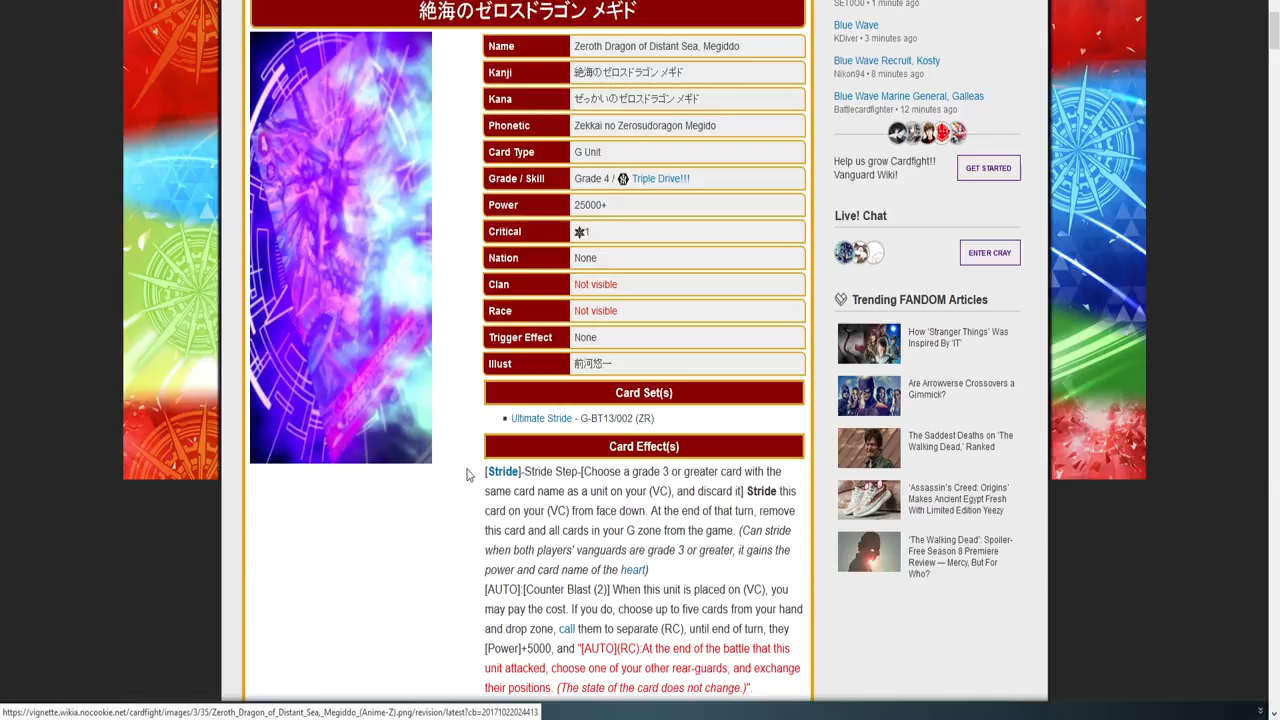 絶海のゼロスドラゴン メギド
Name Zeroth Dragon of Distant Sea, Megiddo
Kanji 絶海のゼロスドラゴン メギド
Kana ぜっかいのゼロスドラゴン メギド
Phonetic Zekkai no Zerosudoragon Megido
Card Type G Unit
Grade / Skill Grade 4 / Triple Drive!!!
Power 25000+
Critical 1
Nation None
Clan Not visible
Race Not visible
Trigger Effect None
Illust 前河悠一
Card Set(s)
Ultimate Stride - G-BT13/002 (ZR)
Card Effect(s)
[Stride]-Stride Step-[Choose a grade 3 or greater card with the
same card name as a unit on your (VC), and discard it] Stride this
card on your (VC) from face down. At the end of that turn, remove
this card and all cards in your G zone from the game. (Can stride
when both players' vanguards are grade 3 or greater, it gains the
power and card name of the heart)
[AUTO]:[Counter Blast (2)] When this unit is placed on (VC), you
may pay the cost. If you do, choose up to five cards from your hand
and drop zone, call them to separate (RC), until end of turn, they
[Power]+5000, and "[AUTO](RC):At the end of the battle that this
unit attacked, choose one of your other rear-guards, and exchange
their positions. (The state of the card does not change.)".
SET0O0 • 1 minute ago
Blue Wave
KDiver • 3 minutes ago
Blue Wave Recruit, Kosty
Nikon94 • 8 minutes ago
Blue Wave Marine General, Galleas
Battlecardfighter • 12 minutes ago
Help us grow Cardfight!!
Vanguard Wiki!
GET STARTED
Live! Chat
ENTER CRAY
Trending FANDOM Articles
How 'Stranger Things' Was
Inspired By 'IT'
Are Arrowverse Crossovers a
Gimmick?
The Saddest Deaths on 'The
Walking Dead,' Ranked
'Assassin's Creed: Origins'
Makes Ancient Egypt Fresh
With Limited Edition Yeezy
'The Walking Dead': Spoiler-
Free Season 8 Premiere
Review — Mercy, But For
Who?
https://vignette.wikia.nocookie.net/cardfight/images/3/35/Zeroth_Dragon_of_Distant_Sea,_Megiddo_(Anime-Z).png/revision/latest?cb=20171022024413